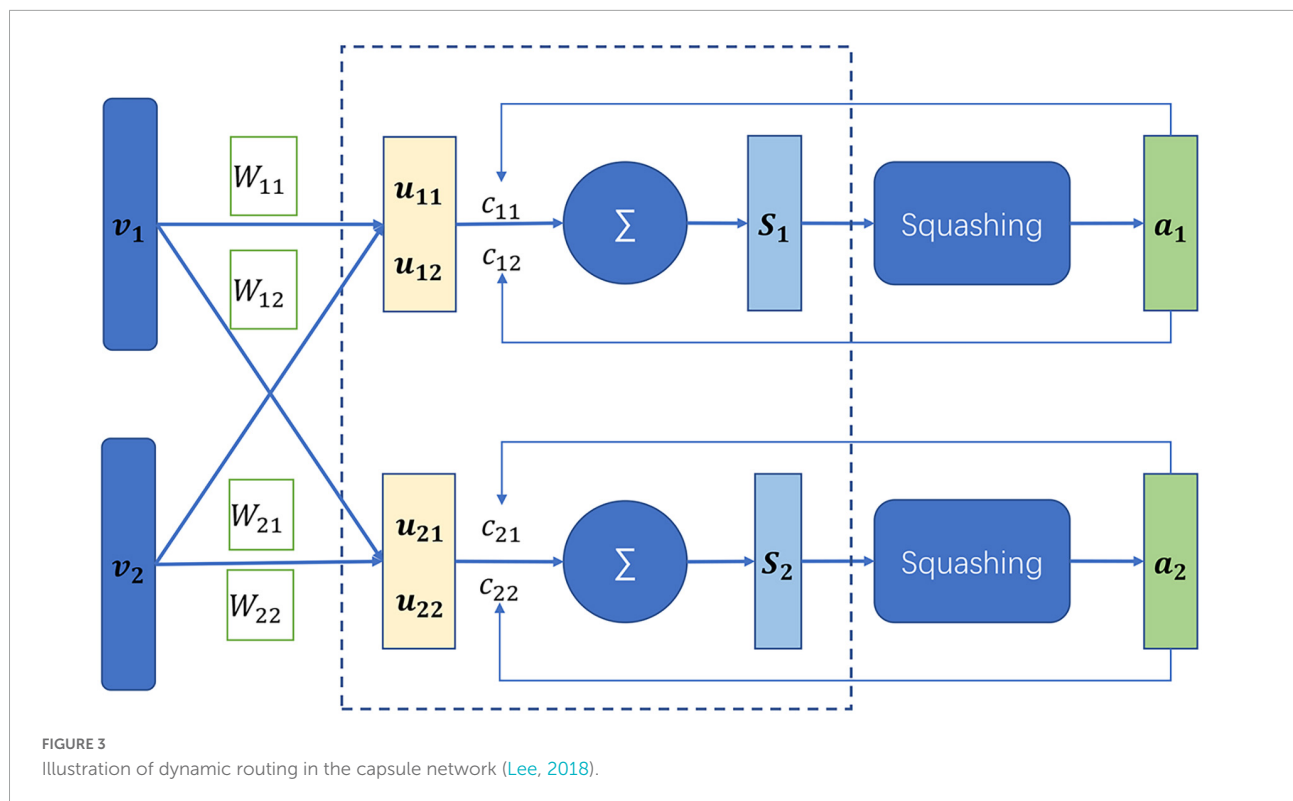 v₁
W₁₁
W₁₂
u₁₁
u₁₂
c₁₁
c₁₂
∑
S₁
Squashing
a₁
v₂
W₂₁
W₂₂
u₂₁
u₂₂
c₂₁
c₂₂
∑
S₂
Squashing
a₂
FIGURE 3
Illustration of dynamic routing in the capsule network (Lee, 2018).